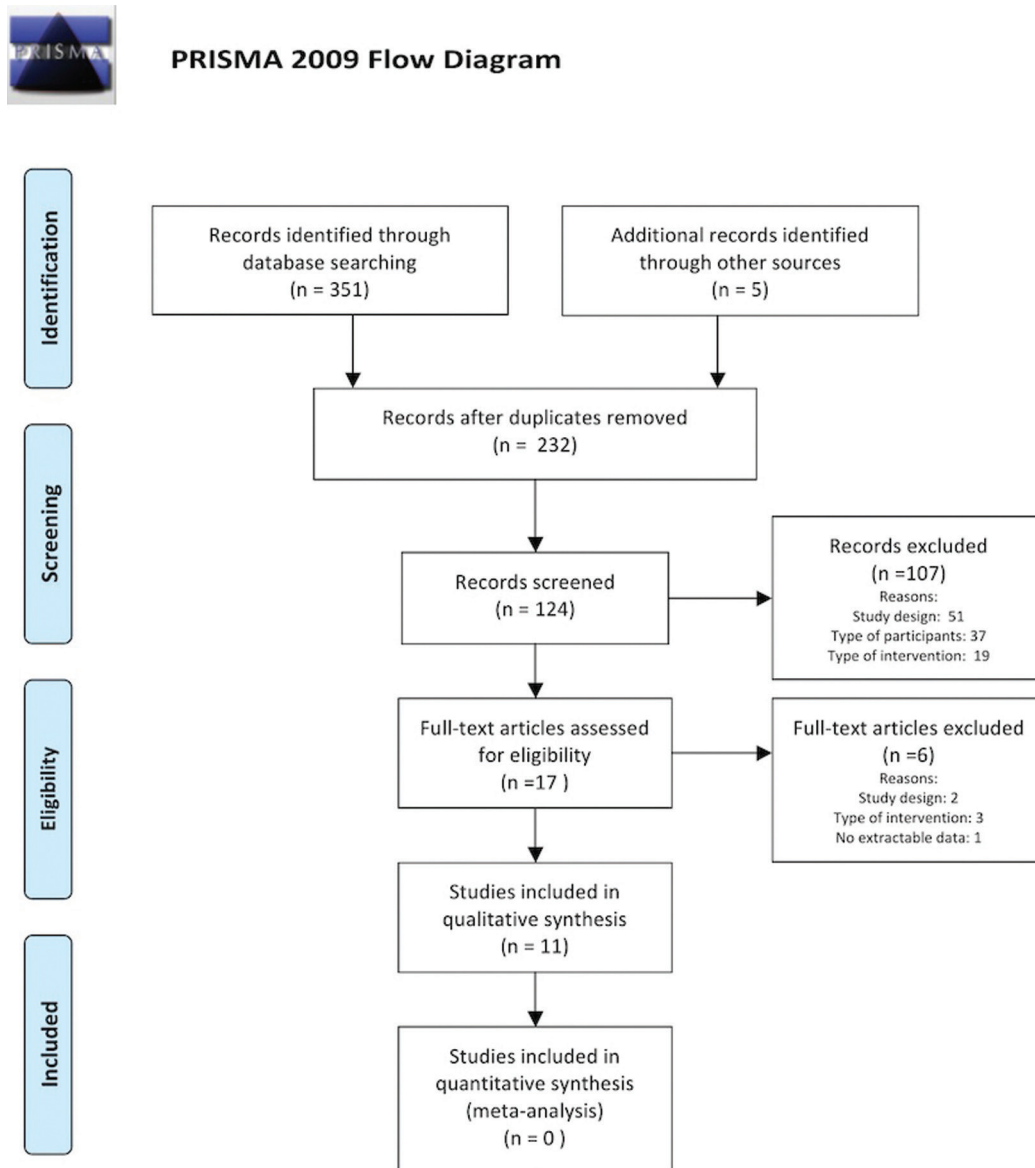 PRISMA
PRISMA 2009 Flow Diagram
Identification
Records identified through
database searching
(n = 351)
Additional records identified
through other sources
(n = 5)
Records after duplicates removed
(n = 232)
Screening
Records screened
(n = 124)
Records excluded
(n =107)
Reasons:
Study design: 51
Type of participants: 37
Type of intervention: 19
Eligibility
Full-text articles assessed
for eligibility
(n =17 )
Full-text articles excluded
(n =6)
Reasons:
Study design: 2
Type of intervention: 3
No extractable data: 1
Studies included in
qualitative synthesis
(n = 11)
Included
Studies included in
quantitative synthesis
(meta-analysis)
(n = 0 )